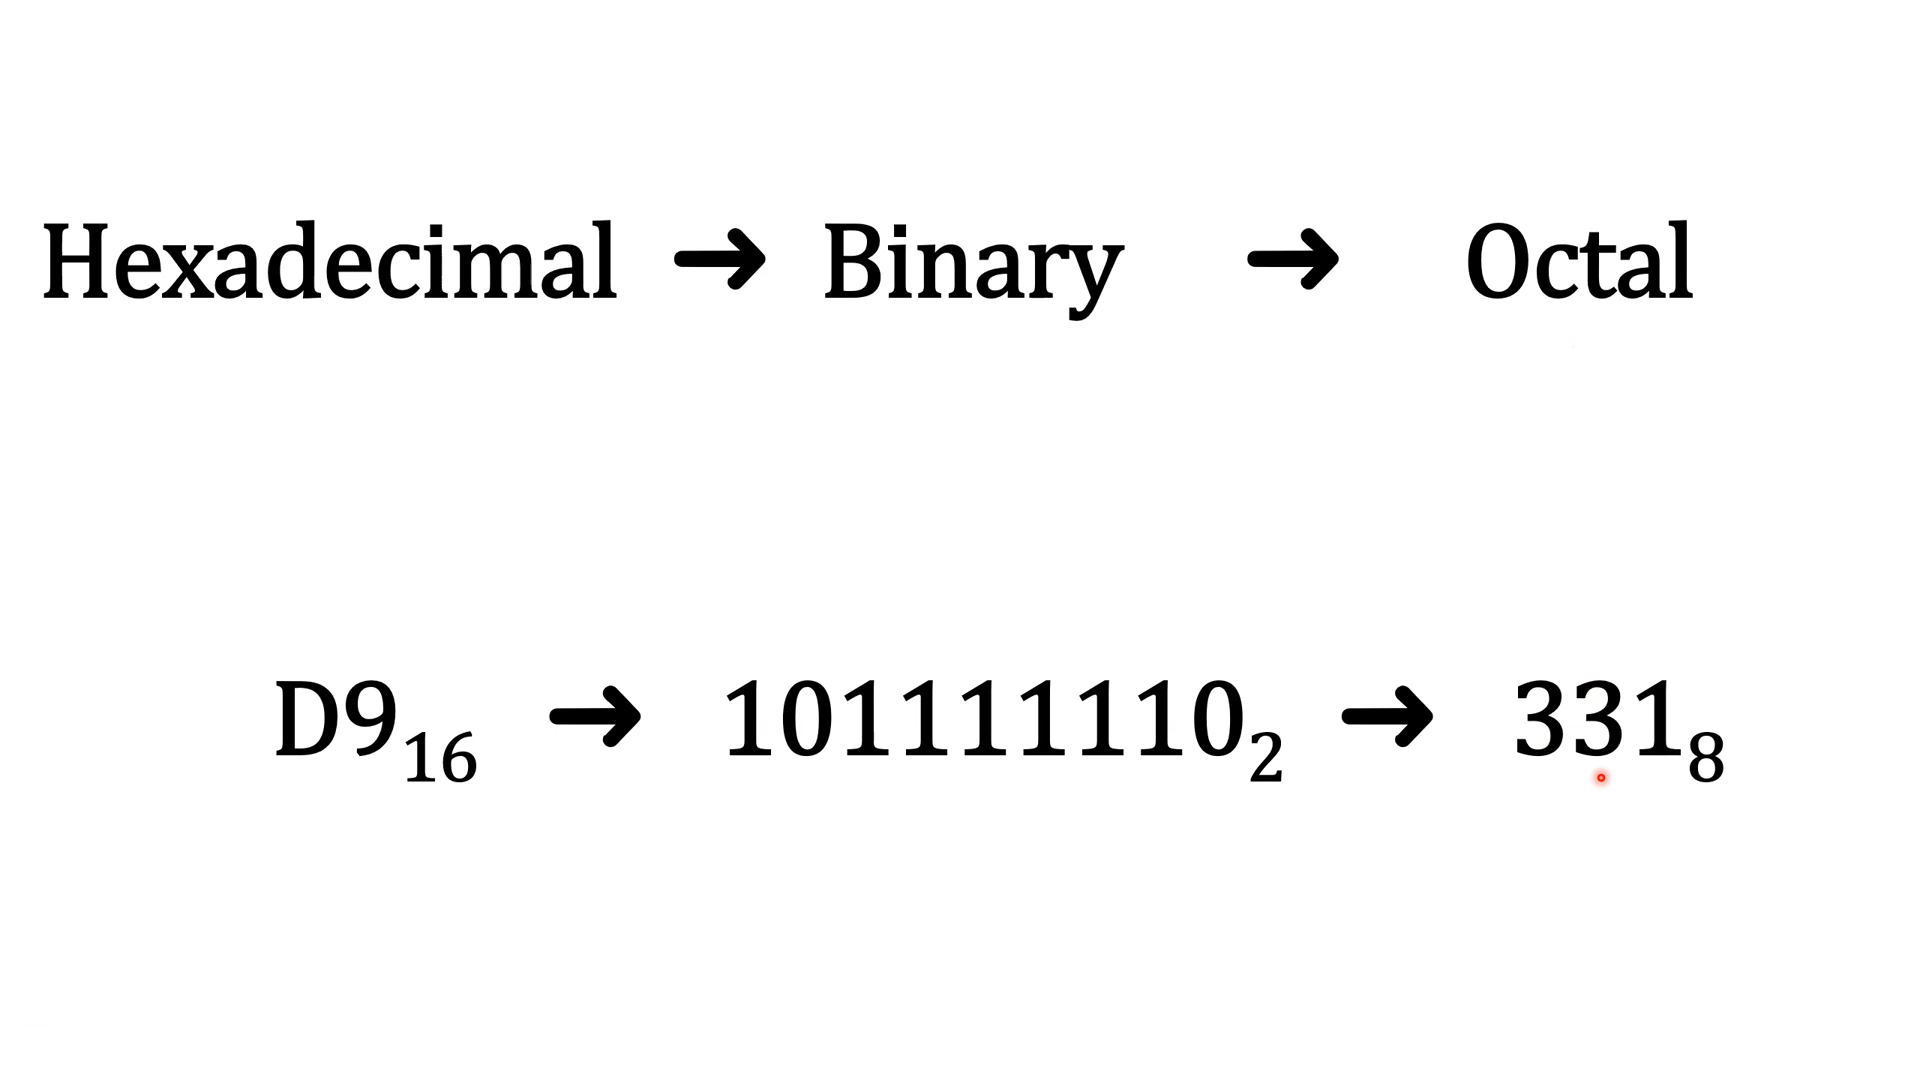 Hexadecimal → Binary → Octal
D9₁₆ → 101111110₂ → 331₈